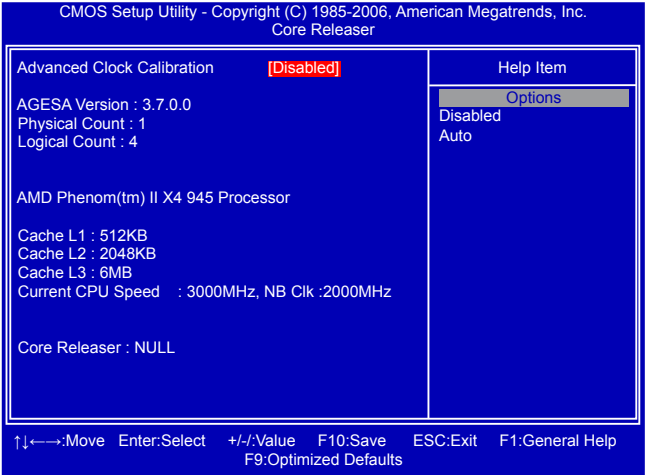 CMOS Setup Utility - Copyright (C) 1985-2006, American Megatrends, Inc.
Core Releaser
Advanced Clock Calibration [Disabled]
Help Item
AGESA Version : 3.7.0.0
Physical Count : 1
Logical Count : 4
Options
Disabled
Auto
AMD Phenom(tm) II X4 945 Processor
Cache L1 : 512KB
Cache L2 : 2048KB
Cache L3 : 6MB
Current CPU Speed : 3000MHz, NB Clk :2000MHz
Core Releaser : NULL
↑↓←→:Move Enter:Select +/-/:Value F10:Save ESC:Exit F1:General Help
F9:Optimized Defaults